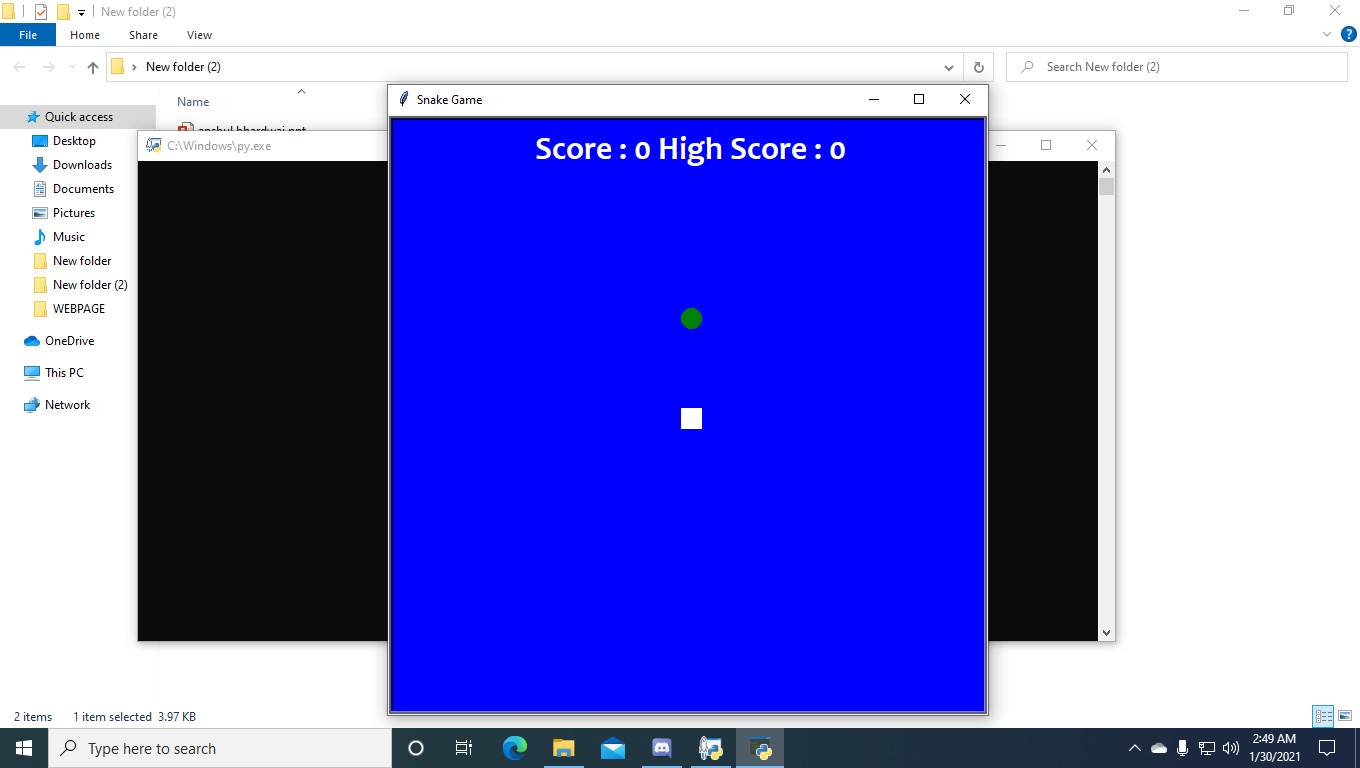 New folder (2)
File Home Share View
New folder (2)
Search New folder (2)
Name
Quick access
Desktop
Downloads
Documents
Pictures
Music
New folder
New folder (2)
WEBPAGE
OneDrive
This PC
Network
C:\Windows\py.exe
Snake Game
Score : 0 High Score : 0
2 items 1 item selected 3.97 KB
Type here to search
2:49 AM
1/30/2021